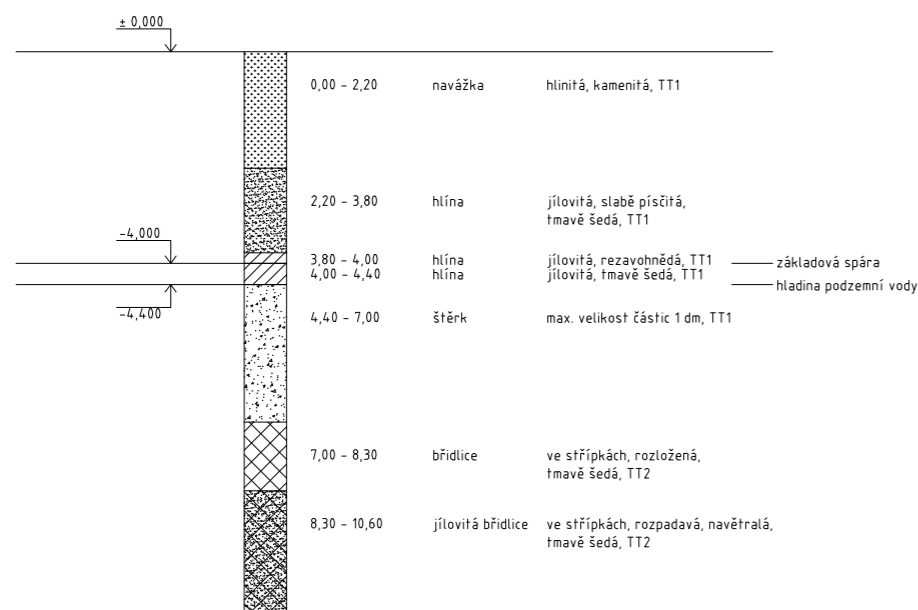 ± 0,000
0,00 - 2,20 navážka hlinitá, kamenitá, TT1
2,20 - 3,80 hlína jílovitá, slabě písčitá,
tmavě šedá, TT1
-4,000
3,80 - 4,00 hlína jílovitá, rezavohnědá, TT1
základová spára
4,00 - 4,40 hlína jílovitá, tmavě šedá, TT1
hladina podzemní vody
-4,400
4,40 - 7,00 štěrk max. velikost částic 1 dm, TT1
7,00 - 8,30 břidlice ve střípkách, rozložená,
tmavě šedá, TT2
8,30 - 10,60 jílovitá břidlice ve střípkách, rozpadavá, navětralá,
tmavě šedá, TT2